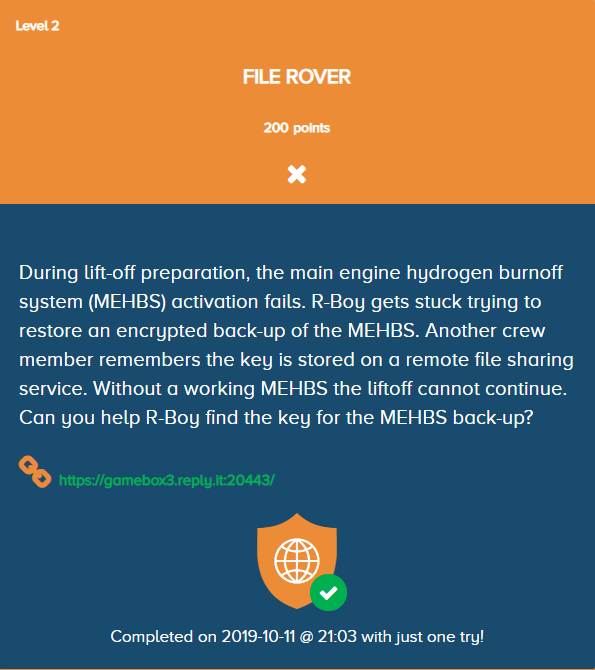 Level 2
FILE ROVER
200 points
During lift-off preparation, the main engine hydrogen burnoff
system (MEHBS) activation fails. R-Boy gets stuck trying to
restore an encrypted back-up of the MEHBS. Another crew
member remembers the key is stored on a remote file sharing
service. Without a working MEHBS the liftoff cannot continue.
Can you help R-Boy find the key for the MEHBS back-up?
https://gamebox3.reply.it:20443/
Completed on 2019-10-11 @ 21:03 with just one try!